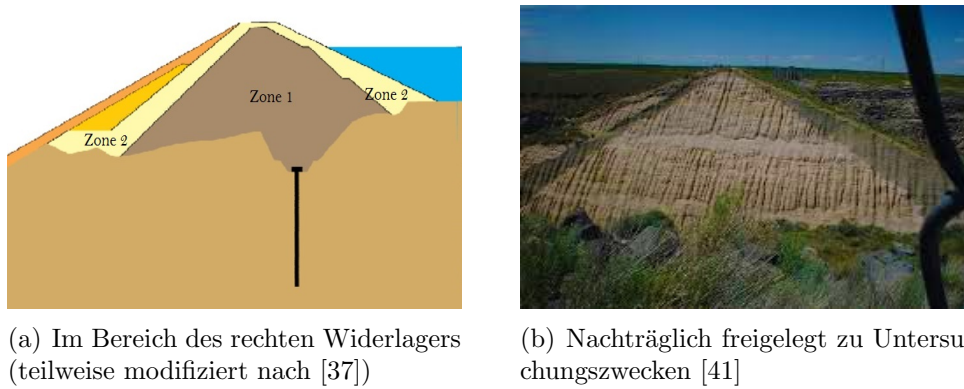 Zone 1
Zone 2
Zone 2
(a) Im Bereich des rechten Widerlagers
(teilweise modifiziert nach [37])
(b) Nachträglich freigelegt zu Untersu
chungszwecken [41]